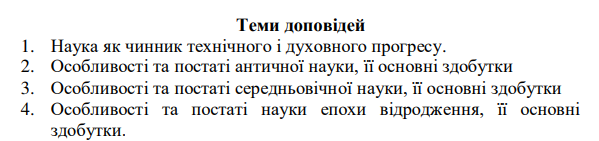 Теми доповідей
1. Наука як чинник технічного і духовного прогресу.
2. Особливості та постаті античної науки, її основні здобутки
3. Особливості та постаті середньовічної науки, її основні здобутки
4. Особливості та постаті науки епохи відродження, її основні
здобутки.